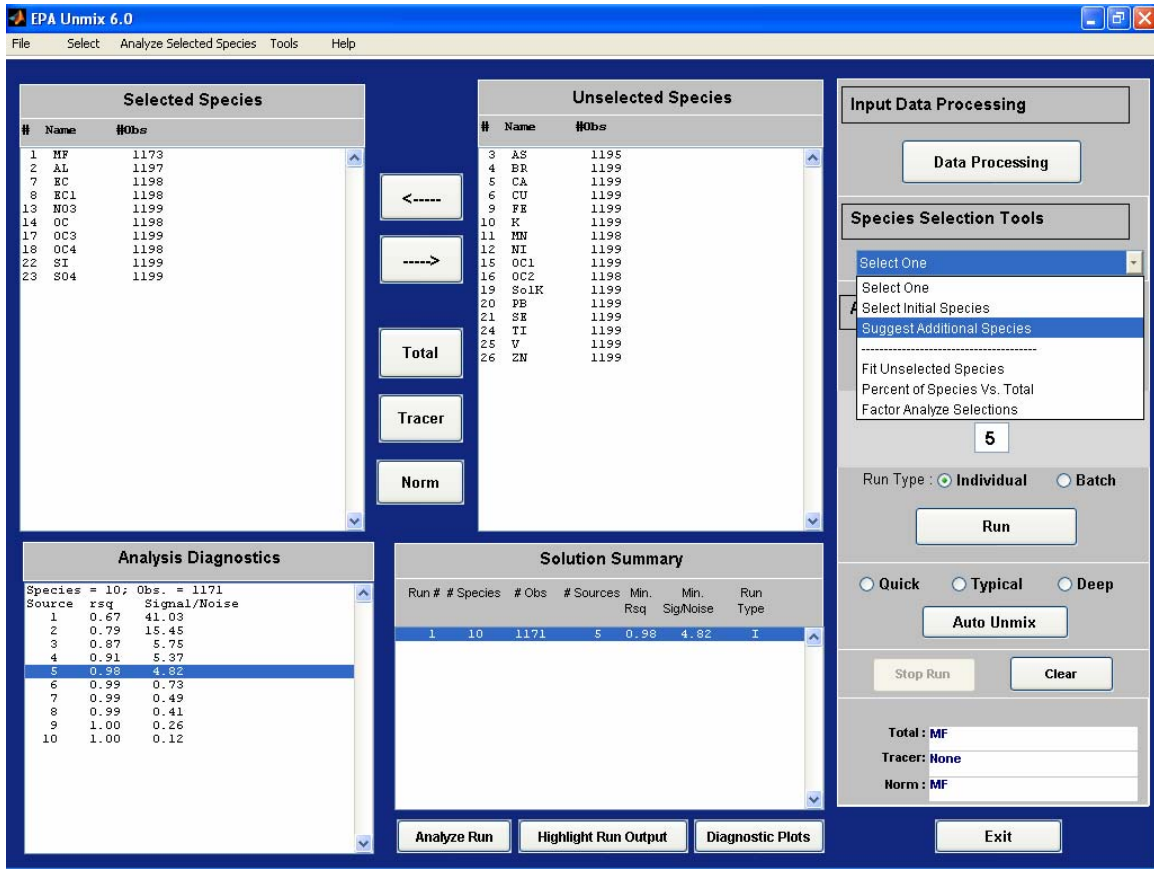 EPA Unmix 6.0
File Select Analyze Selected Species Tools Help
Selected Species
# Name #Obs
1 MF 1173
2 AL 1197
7 EC 1198
8 EC1 1198
13 NO3 1199
14 OC 1198
17 OC3 1199
18 OC4 1198
22 SI 1199
23 SO4 1199
<-----
----->
Total
Tracer
Norm
Unselected Species
# Name #Obs
3 AS 1195
4 BR 1199
5 CA 1199
6 CU 1199
9 FE 1199
10 K 1199
11 MN 1198
12 NI 1199
15 OC1 1199
16 OC2 1198
19 SolK 1199
20 PB 1199
21 SE 1199
24 TI 1199
25 V 1199
26 ZN 1199
Input Data Processing
Data Processing
Species Selection Tools
Select One
Select One
Select Initial Species
Suggest Additional Species
------------------------------------
Fit Unselected Species
Percent of Species Vs. Total
Factor Analyze Selections
5
Run Type : Individual Batch
Run
Quick Typical Deep
Auto Unmix
Stop Run Clear
Total : MF
Tracer: None
Norm : MF
Exit
Analysis Diagnostics
Species = 10; Obs. = 1171
Source rsq Signal/Noise
1 0.67 41.03
2 0.79 15.45
3 0.87 5.75
4 0.91 5.37
5 0.98 4.82
6 0.99 0.73
7 0.99 0.49
8 0.99 0.41
9 1.00 0.26
10 1.00 0.12
Solution Summary
Run # # Species # Obs # Sources Min. Min. Run
Rsq Sig/Noise Type
1 10 1171 5 0.98 4.82 I
Analyze Run Highlight Run Output Diagnostic Plots